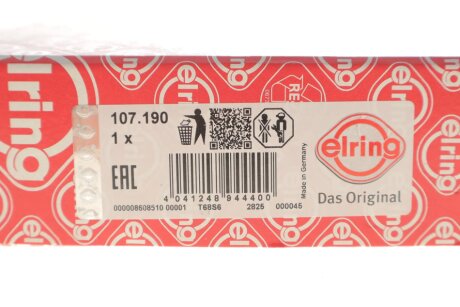 107.190
1 x
EAC
4 041248 944400
000008608510 00001 T68S6 2825 000045
Made in Germany
elring
Das Original
elring
elring